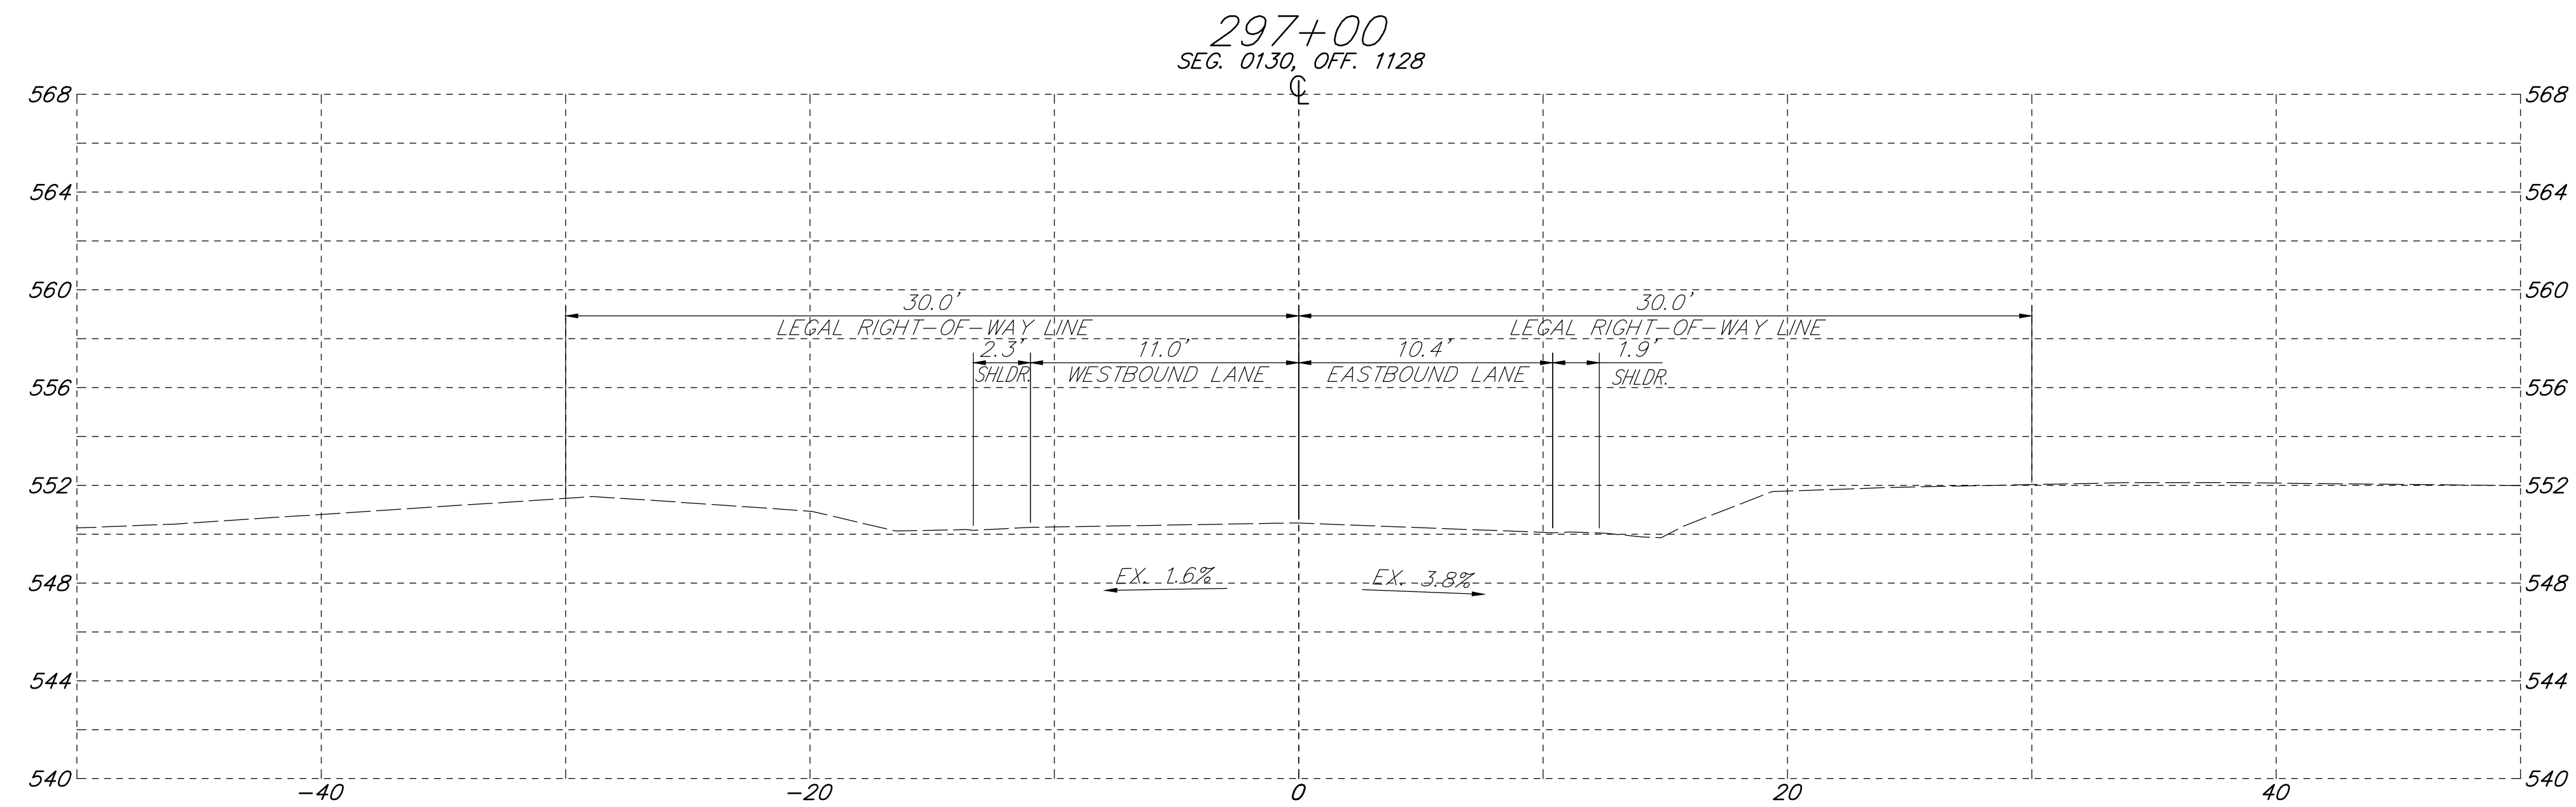 297+00
SEG. 0130, OFF. 1128
℄
568 568
564 564
560 560
30.0' 30.0'
LEGAL RIGHT-OF-WAY LINE LEGAL RIGHT-OF-WAY LINE
2.3' 11.0' 10.4' 1.9'
SHLDR. WESTBOUND LANE EASTBOUND LANE SHLDR.
556 556
552 552
EX. 1.6% EX. 3.8%
548 548
544 544
540 540
-40 -20 0 20 40